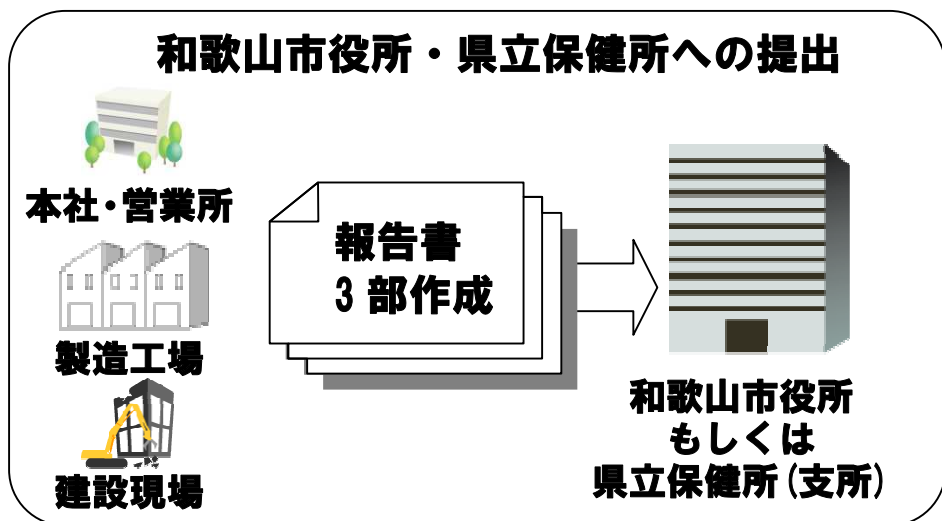 和歌山市役所・県立保健所への提出
本社・営業所
製造工場
建設現場
報告書
3部作成
和歌山市役所
もしくは
県立保健所(支所)